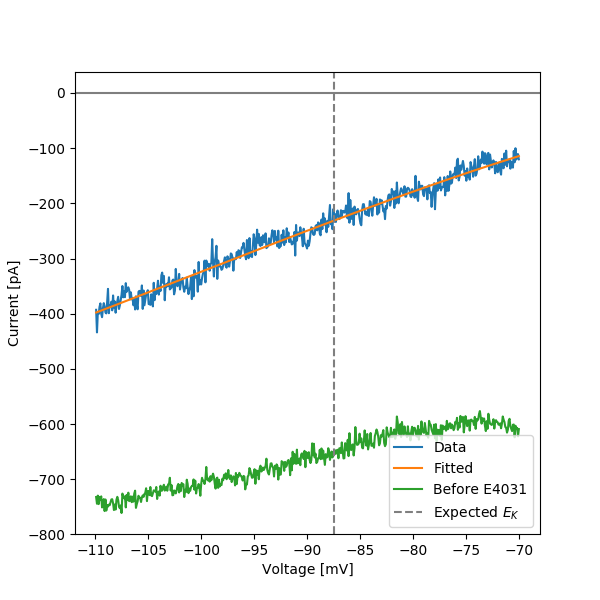 0
−100
−200
−300
−400
−500
−600
−700
−800
Current [pA]
Data
Fitted
Before E4031
Expected E_K
−110 −105 −100 −95 −90 −85 −80 −75 −70
Voltage [mV]